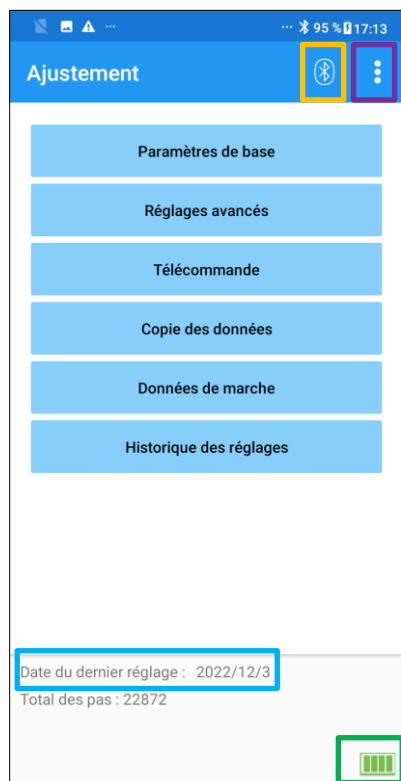 95 % 17:13
Ajustement
Paramètres de base
Réglages avancés
Télécommande
Copie des données
Données de marche
Historique des réglages
Date du dernier réglage : 2022/12/3
Total des pas : 22872